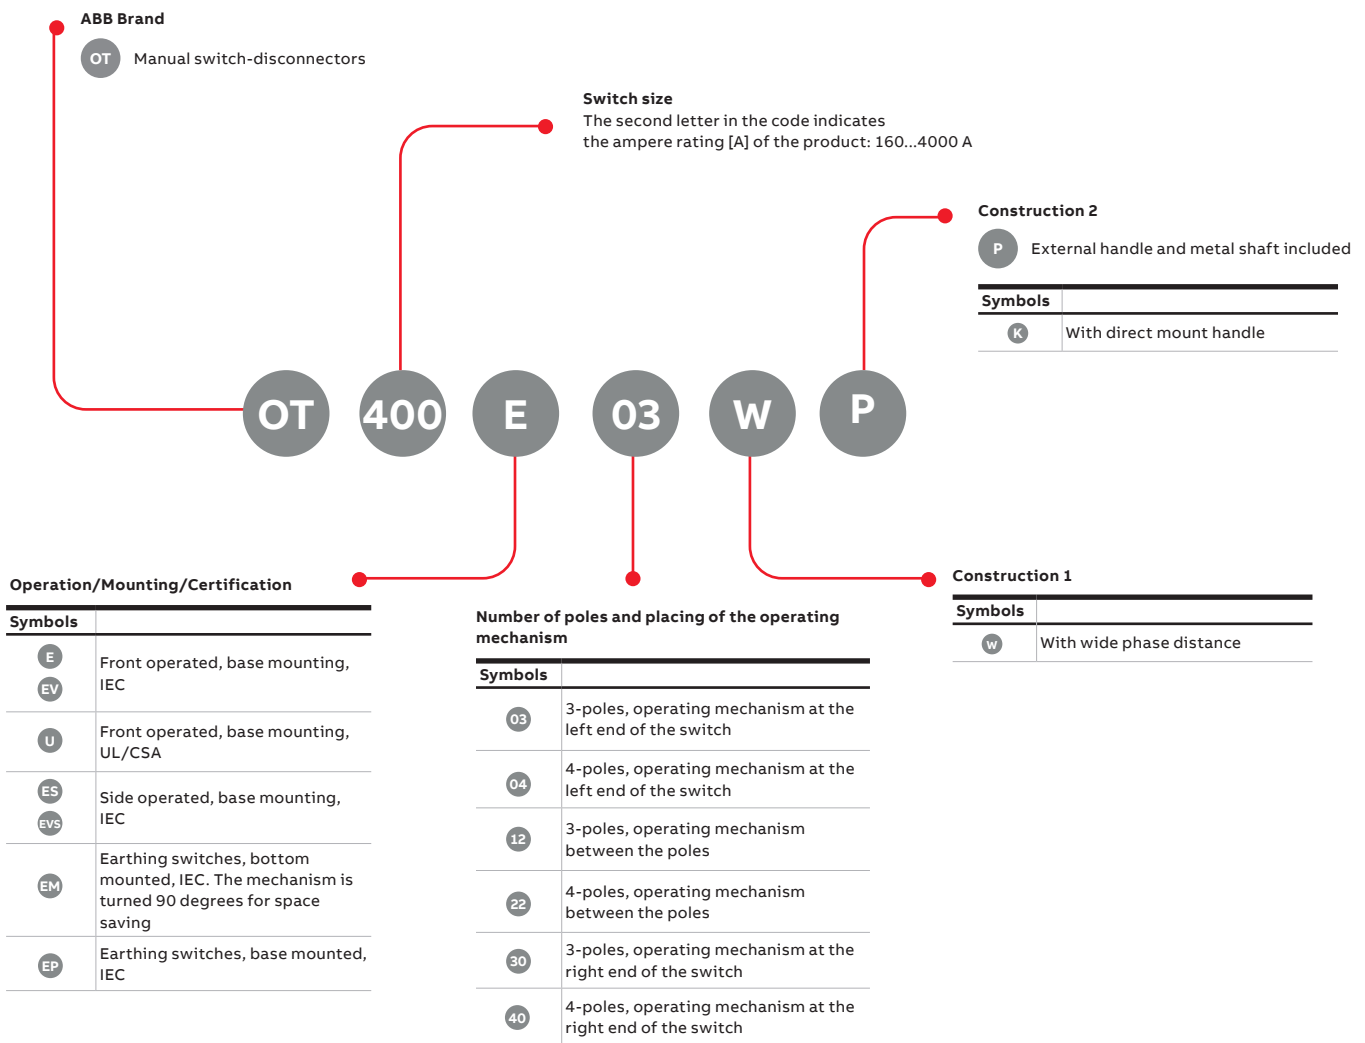 ABB Brand
OT Manual switch-disconnectors
Switch size
The second letter in the code indicates
the ampere rating [A] of the product: 160...4000 A
Construction 2
P External handle and metal shaft included
Symbols
K With direct mount handle
OT 400 E 03 W P
Operation/Mounting/Certification
Symbols
E
EV
Front operated, base mounting,
IEC
U
Front operated, base mounting,
UL/CSA
ES
EVS
Side operated, base mounting,
IEC
EM
Earthing switches, bottom
mounted, IEC. The mechanism is
turned 90 degrees for space
saving
EP
Earthing switches, base mounted,
IEC
Number of poles and placing of the operating
mechanism
Symbols
03
3-poles, operating mechanism at the
left end of the switch
04
4-poles, operating mechanism at the
left end of the switch
12
3-poles, operating mechanism
between the poles
22
4-poles, operating mechanism
between the poles
30
3-poles, operating mechanism at the
right end of the switch
40
4-poles, operating mechanism at the
right end of the switch
Construction 1
Symbols
W With wide phase distance